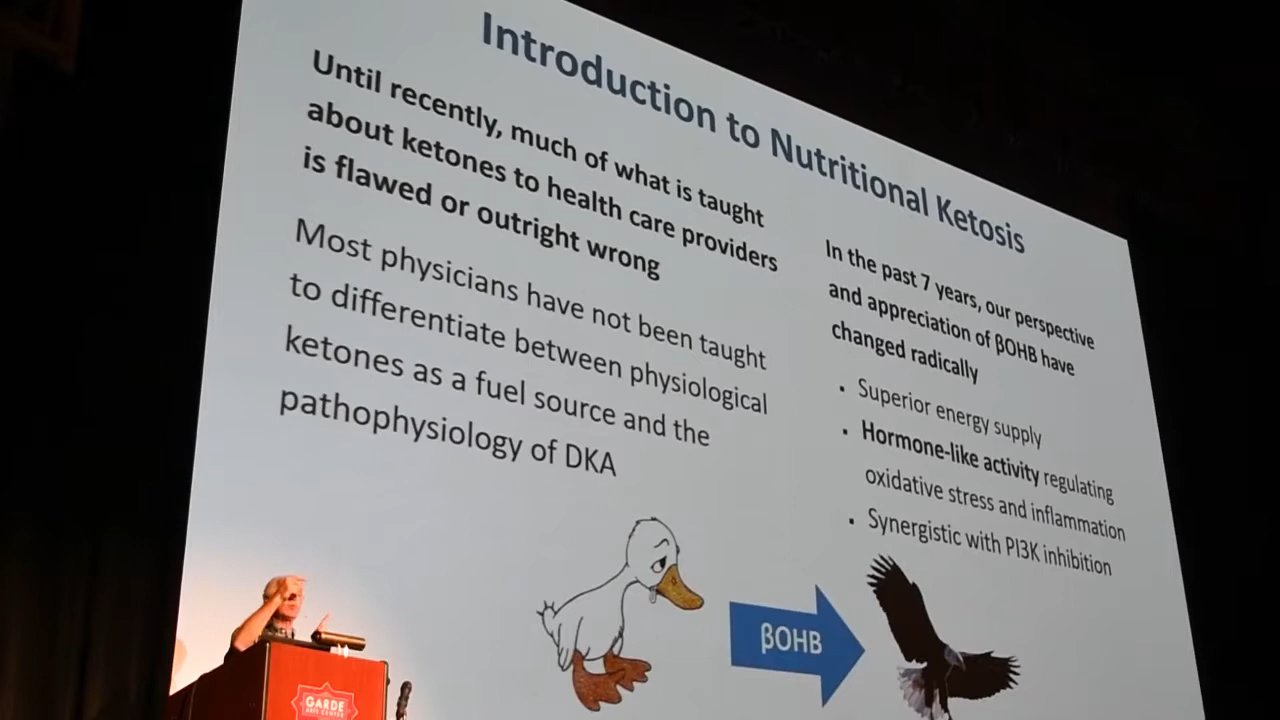 Introduction to Nutritional Ketosis
Until recently, much of what is taught
about ketones to health care providers
is flawed or outright wrong
Most physicians have not been taught
to differentiate between physiological
ketones as a fuel source and the
pathophysiology of DKA
In the past 7 years, our perspective
and appreciation of βOHB have
changed radically
• Superior energy supply
• Hormone-like activity regulating
oxidative stress and inflammation
• Synergistic with PI3K inhibition
βOHB
GARDE
ARTS CENTER